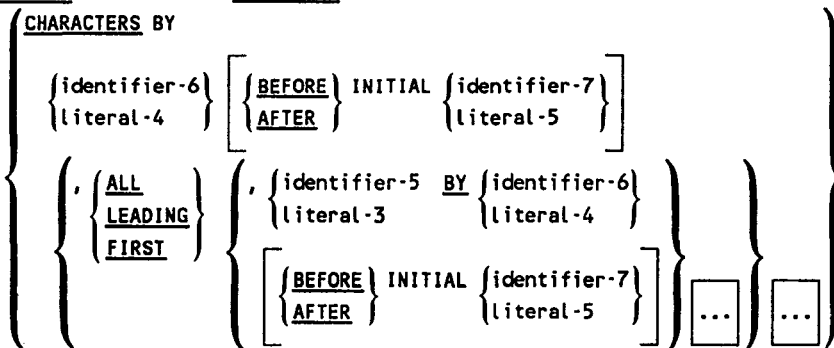 CHARACTERS BY
{identifier-6} [{BEFORE} INITIAL {identifier-7}]
{literal-4} {AFTER} {literal-5}
, {ALL , {identifier-5 BY {identifier-6}
{LEADING} {literal-3 {literal-4}
{FIRST}
[{BEFORE} INITIAL {identifier-7}]
{AFTER} {literal-5} ... ...